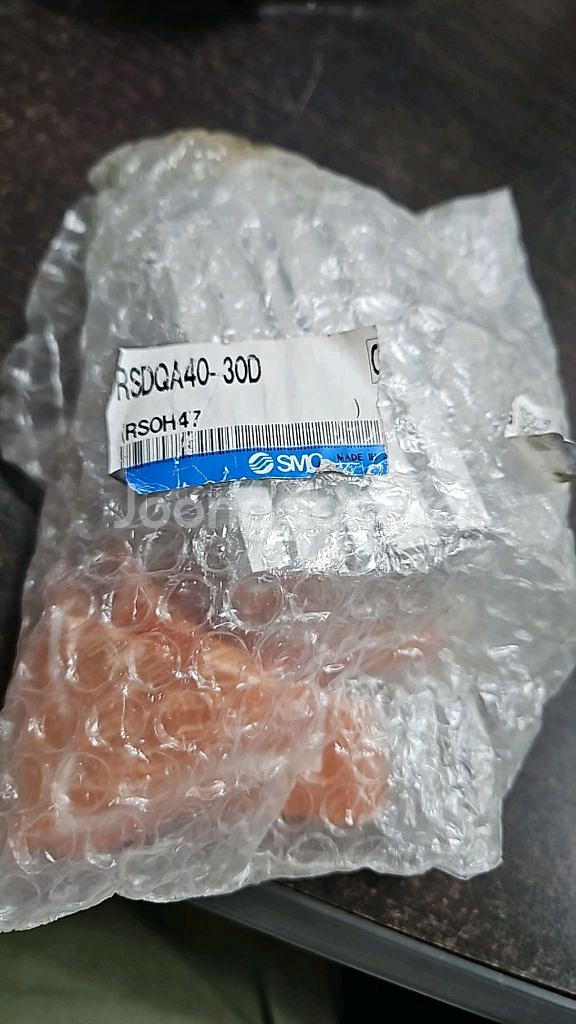 RSDQA40-30D
(RSOH47 )
SMC MADE IN